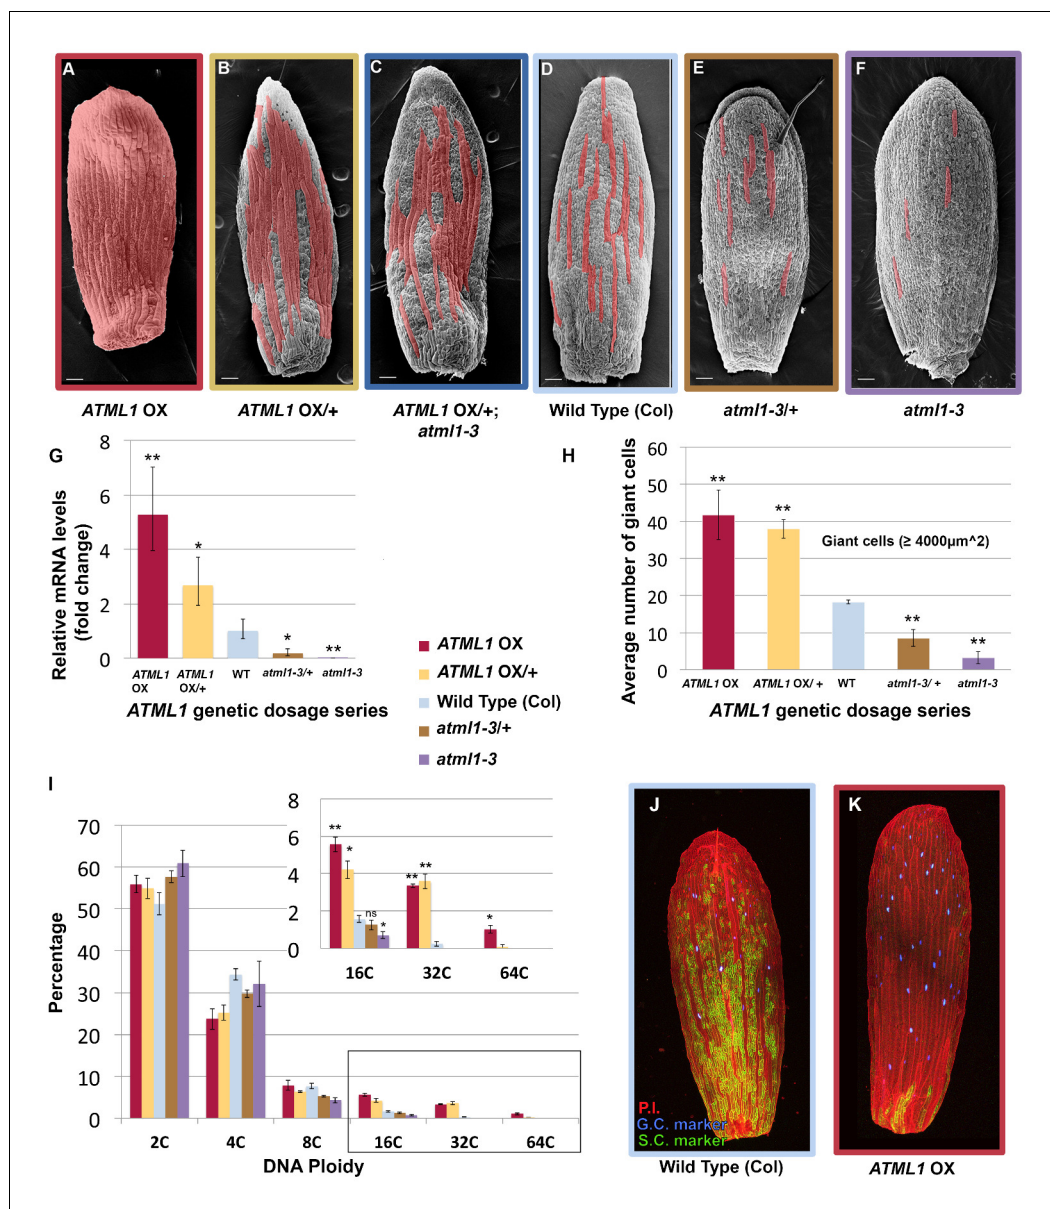 A B C D E F
ATML1 OX ATML1 OX/+ ATML1 OX/+; Wild Type (Col) atml1-3/+ atml1-3
atml1-3
G
Relative mRNA levels
(fold change)
8
6
4
2
0
** * * **
ATML1 OX
ATML1 OX/+
WT
atml1-3/+
atml1-3
ATML1 genetic dosage series
H
Average number of giant cells
60
50
40
30
20
10
0
** ** ** **
Giant cells (≥ 4000µm^2)
ATML1 OX
ATML1 OX/+
WT
atml1-3/+
atml1-3
ATML1 genetic dosage series
ATML1 OX
ATML1 OX/+
Wild Type (Col)
atml1-3/+
atml1-3
I
Percentage
70
60
50
40
30
20
10
0
2C 4C 8C 16C 32C 64C
DNA Ploidy
8
6
4
2
0
** * ns * ** ** *
16C 32C 64C
J
P.I.
G.C. marker
S.C. marker
Wild Type (Col)
K
ATML1 OX